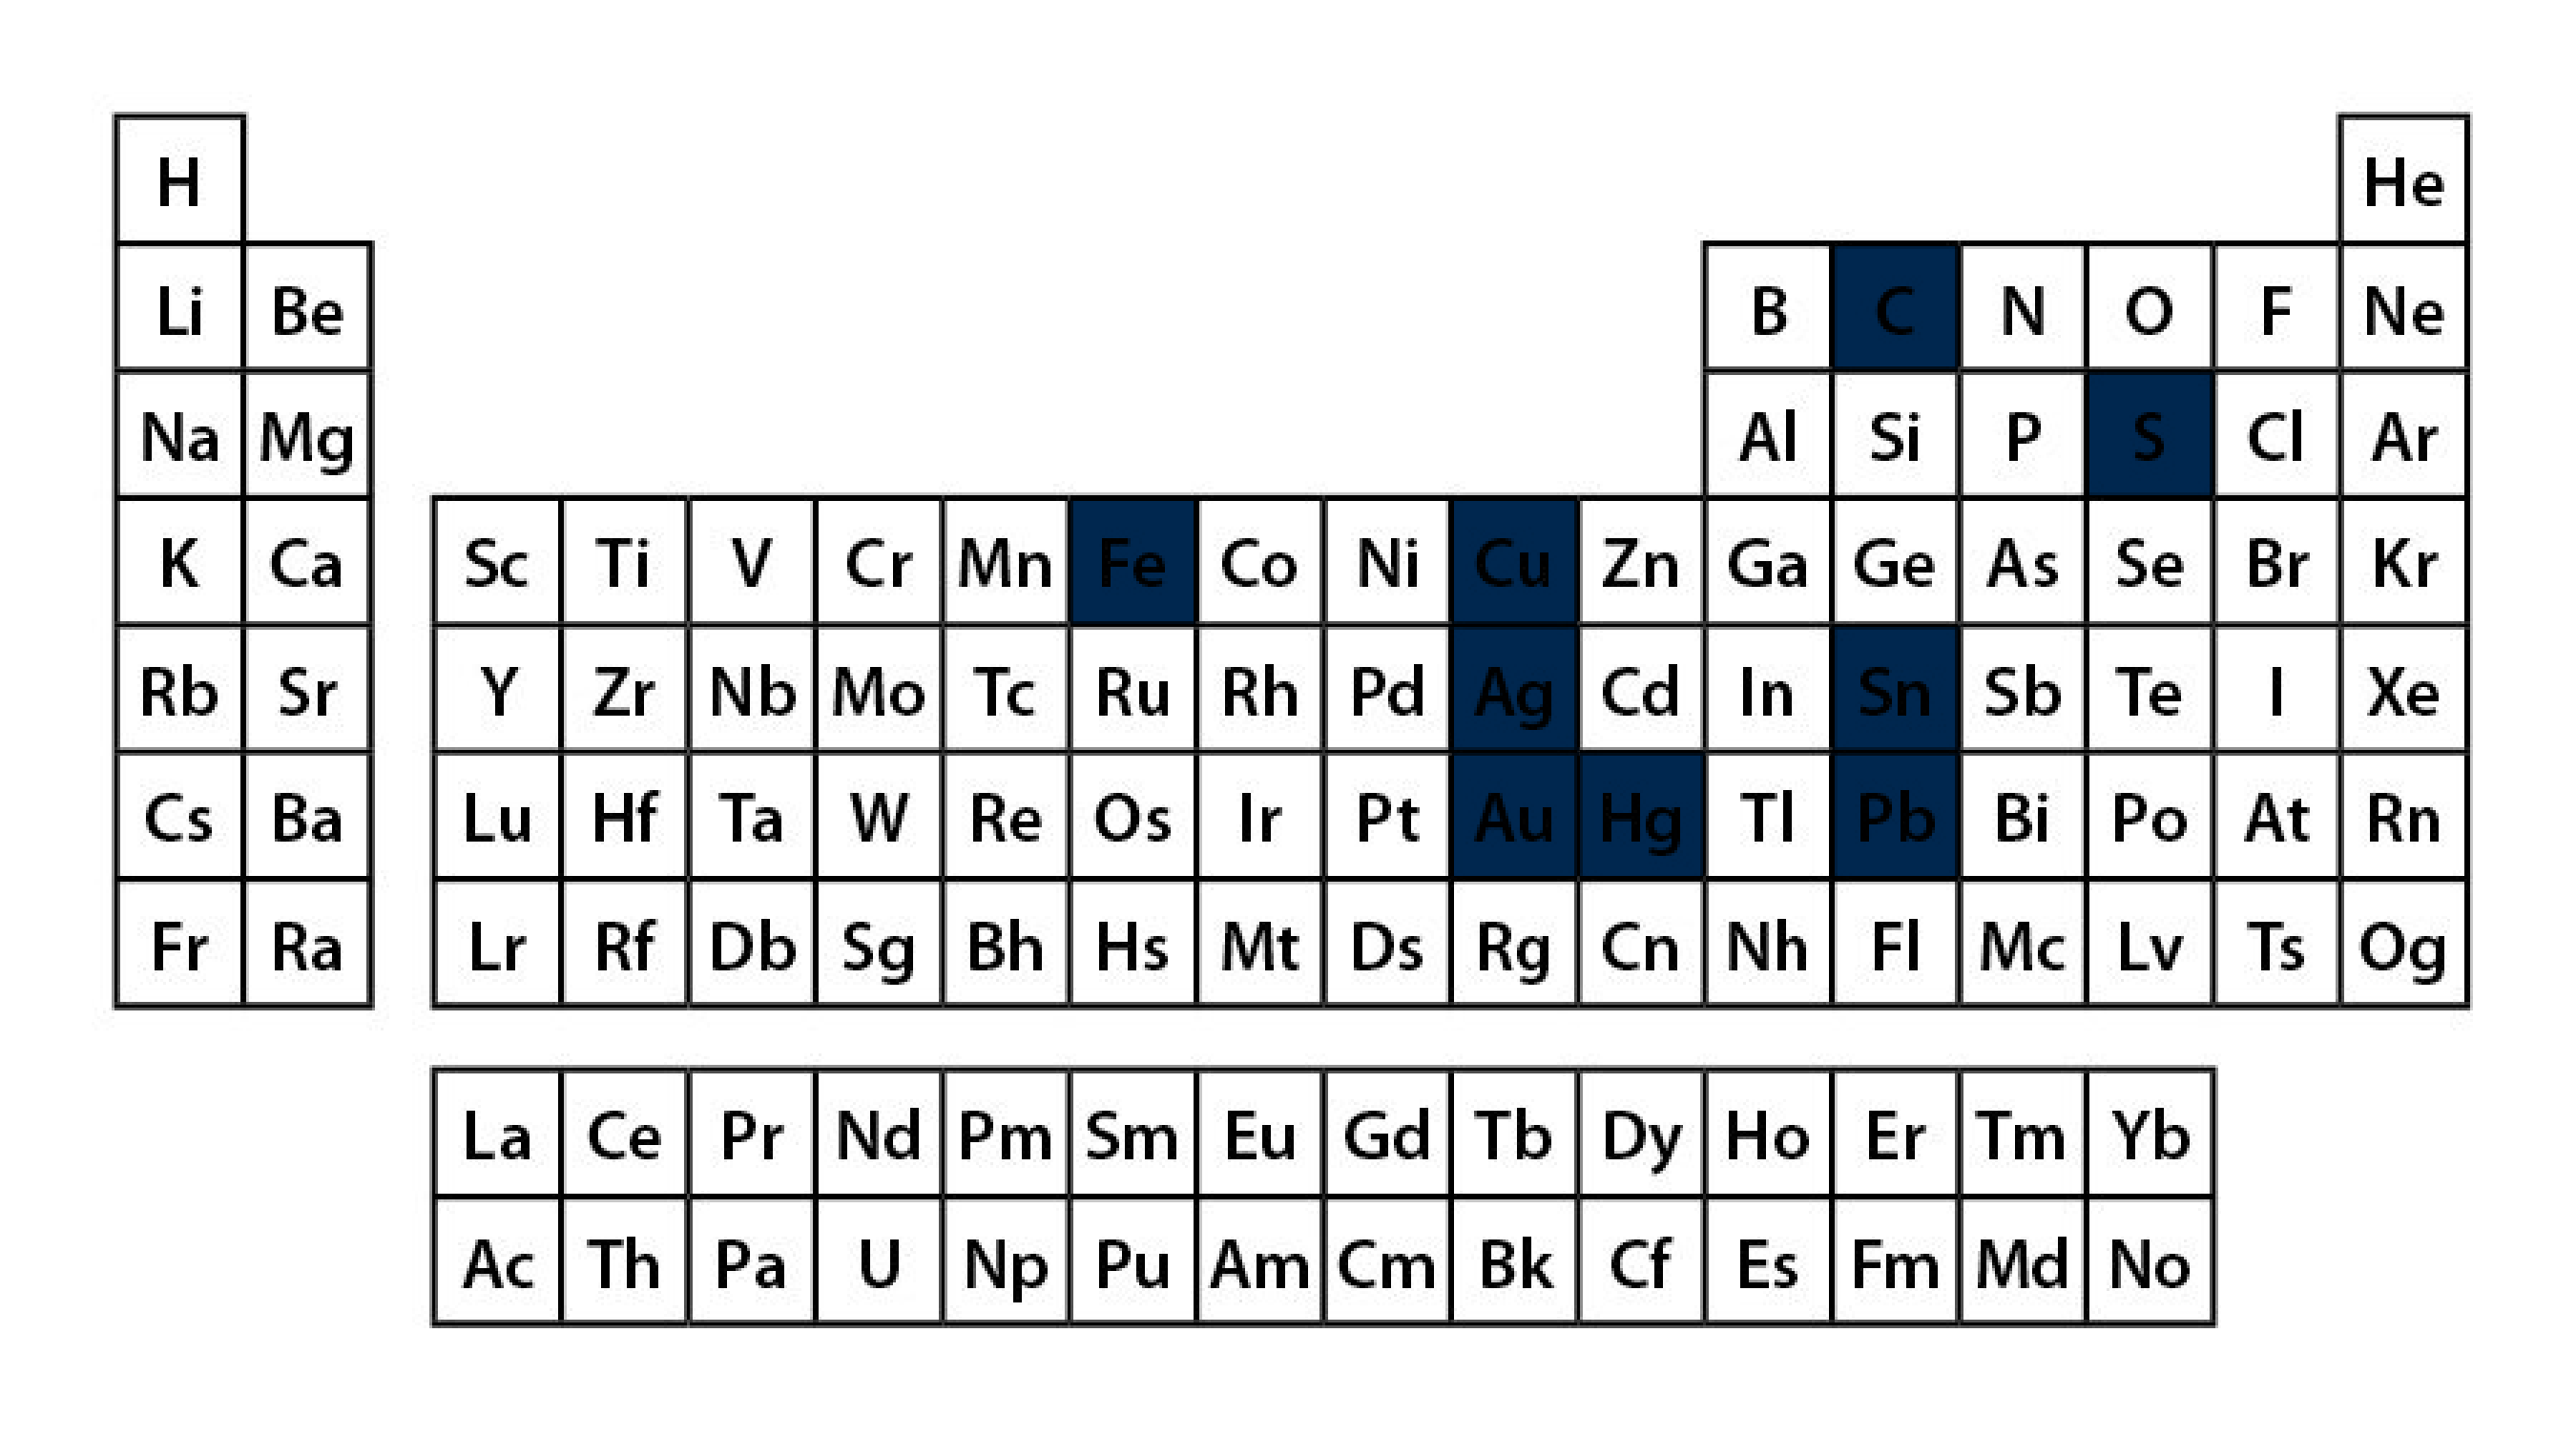 H He
Li Be B C N O F Ne
Na Mg Al Si P S Cl Ar
K Ca Sc Ti V Cr Mn Fe Co Ni Cu Zn Ga Ge As Se Br Kr
Rb Sr Y Zr Nb Mo Tc Ru Rh Pd Ag Cd In Sn Sb Te I Xe
Cs Ba Lu Hf Ta W Re Os Ir Pt Au Hg Tl Pb Bi Po At Rn
Fr Ra Lr Rf Db Sg Bh Hs Mt Ds Rg Cn Nh Fl Mc Lv Ts Og
La Ce Pr Nd Pm Sm Eu Gd Tb Dy Ho Er Tm Yb
Ac Th Pa U Np Pu Am Cm Bk Cf Es Fm Md No